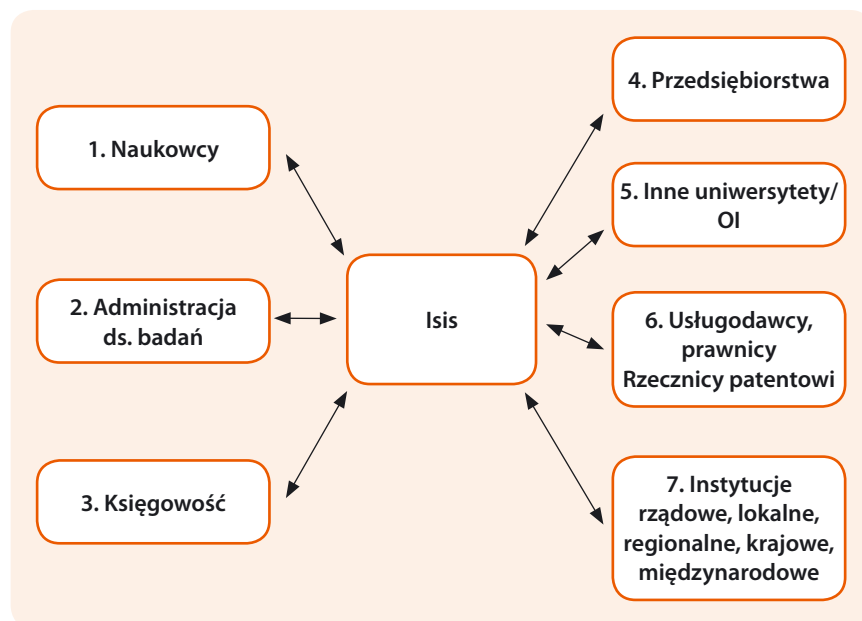 1. Naukowcy
2. Administracja
ds. badań
3. Księgowość
Isis
4. Przedsiębiorstwa
5. Inne uniwersytety/
OI
6. Usługodawcy,
prawnicy
Rzecznicy patentowi
7. Instytucje
rządowe, lokalne,
regionalne, krajowe,
międzynarodowe